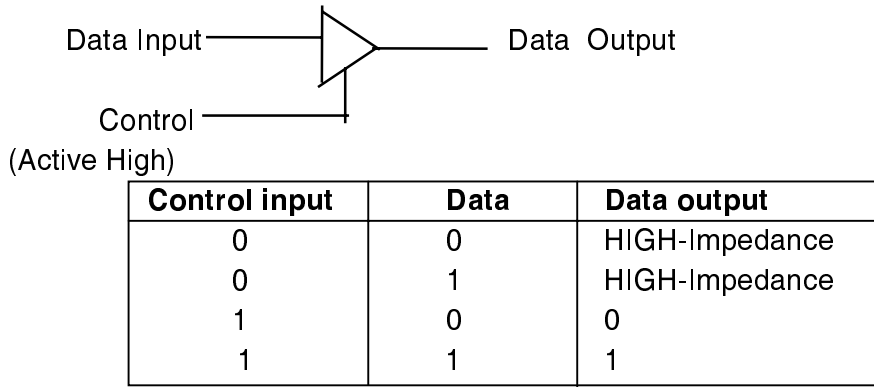 Data Input Data Output
Control
(Active High)
Control input Data Data output
0 0 HIGH-Impedance
0 1 HIGH-Impedance
1 0 0
1 1 1